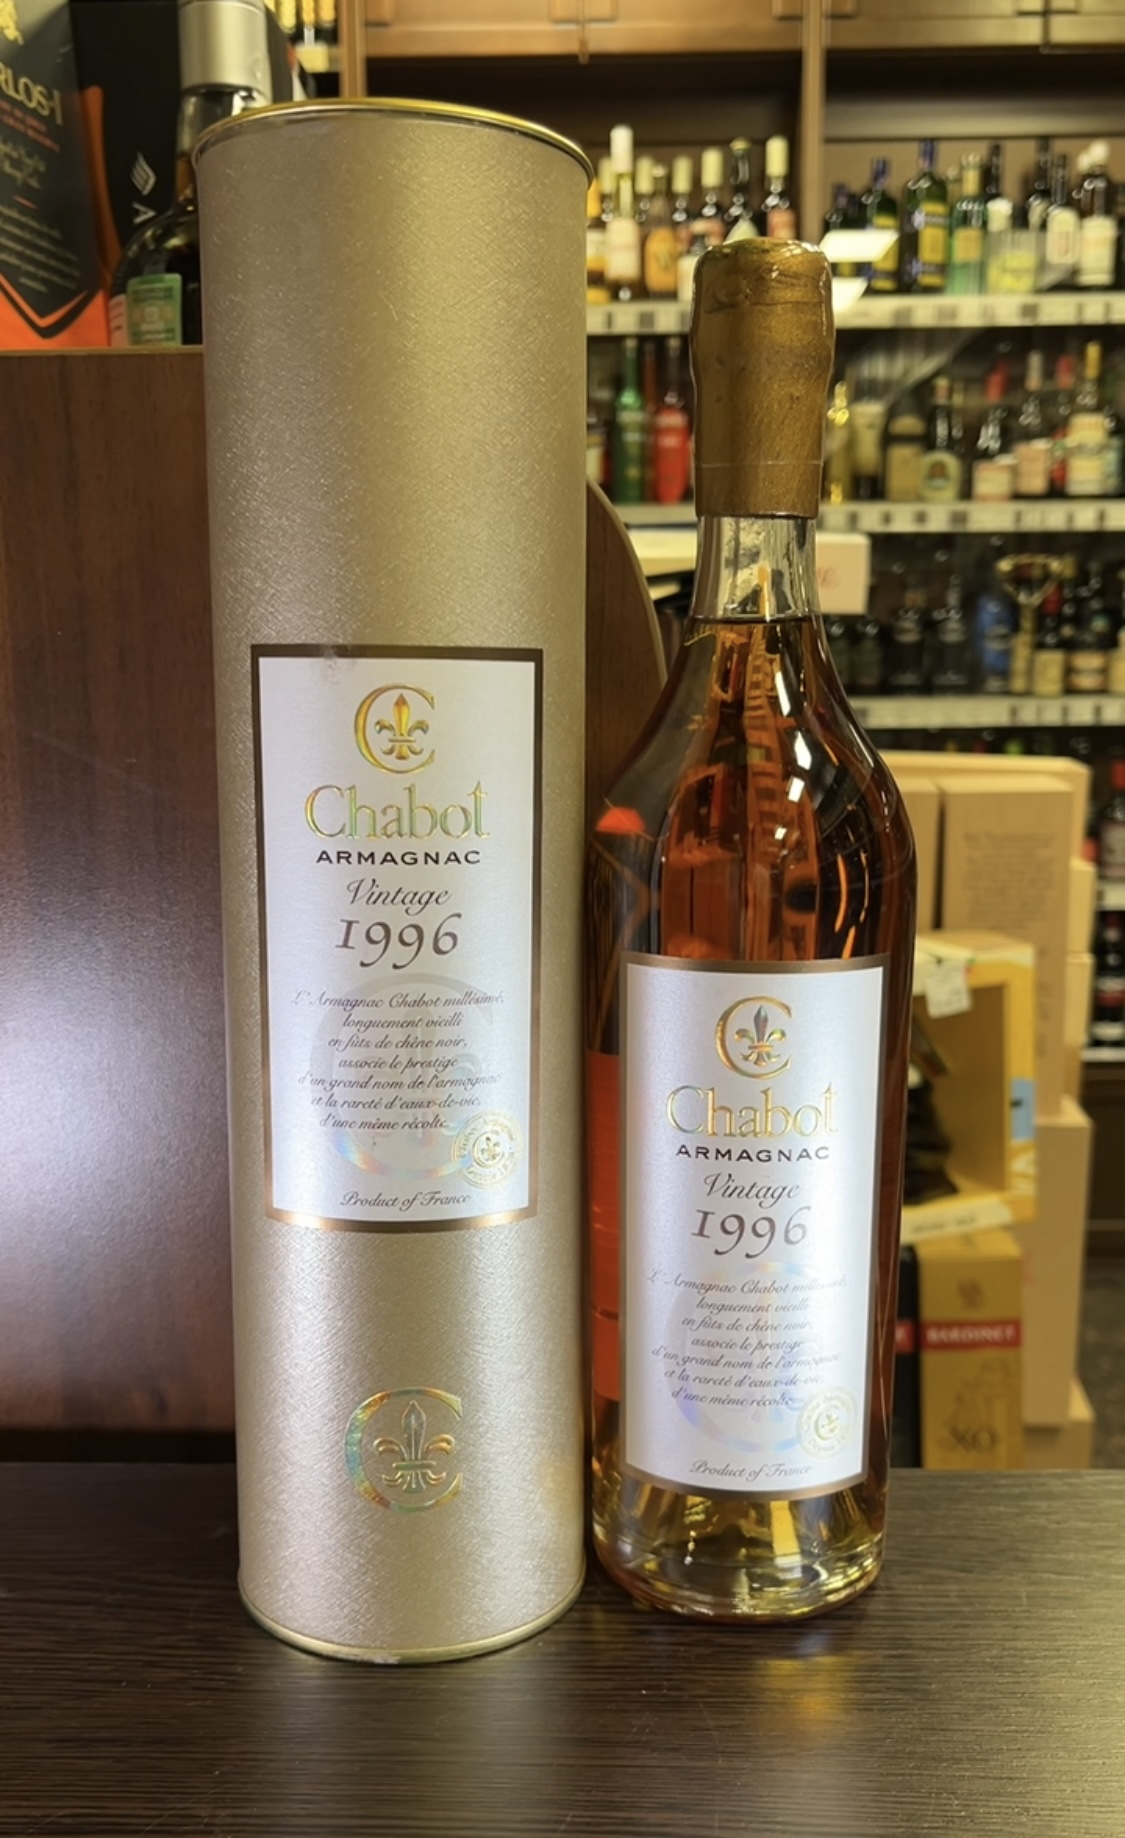 RLOS-I
Chabot
ARMAGNAC
Vintage
1996
L'Armagnac Chabot millésimé,
longuement vieilli
en fûts de chêne noir,
associe le prestige
d'un grand nom de l'armagnac
et la rareté d'eaux-de-vie,
d'une même récolte.
Product of France
Chabot
ARMAGNAC
Vintage
1996
L'Armagnac Chabot millésimé,
longuement vieilli
en fûts de chêne noir,
associe le prestige
d'un grand nom de l'armagnac
et la rareté d'eaux-de-vie,
d'une même récolte
Product of France
BARDINET
XO